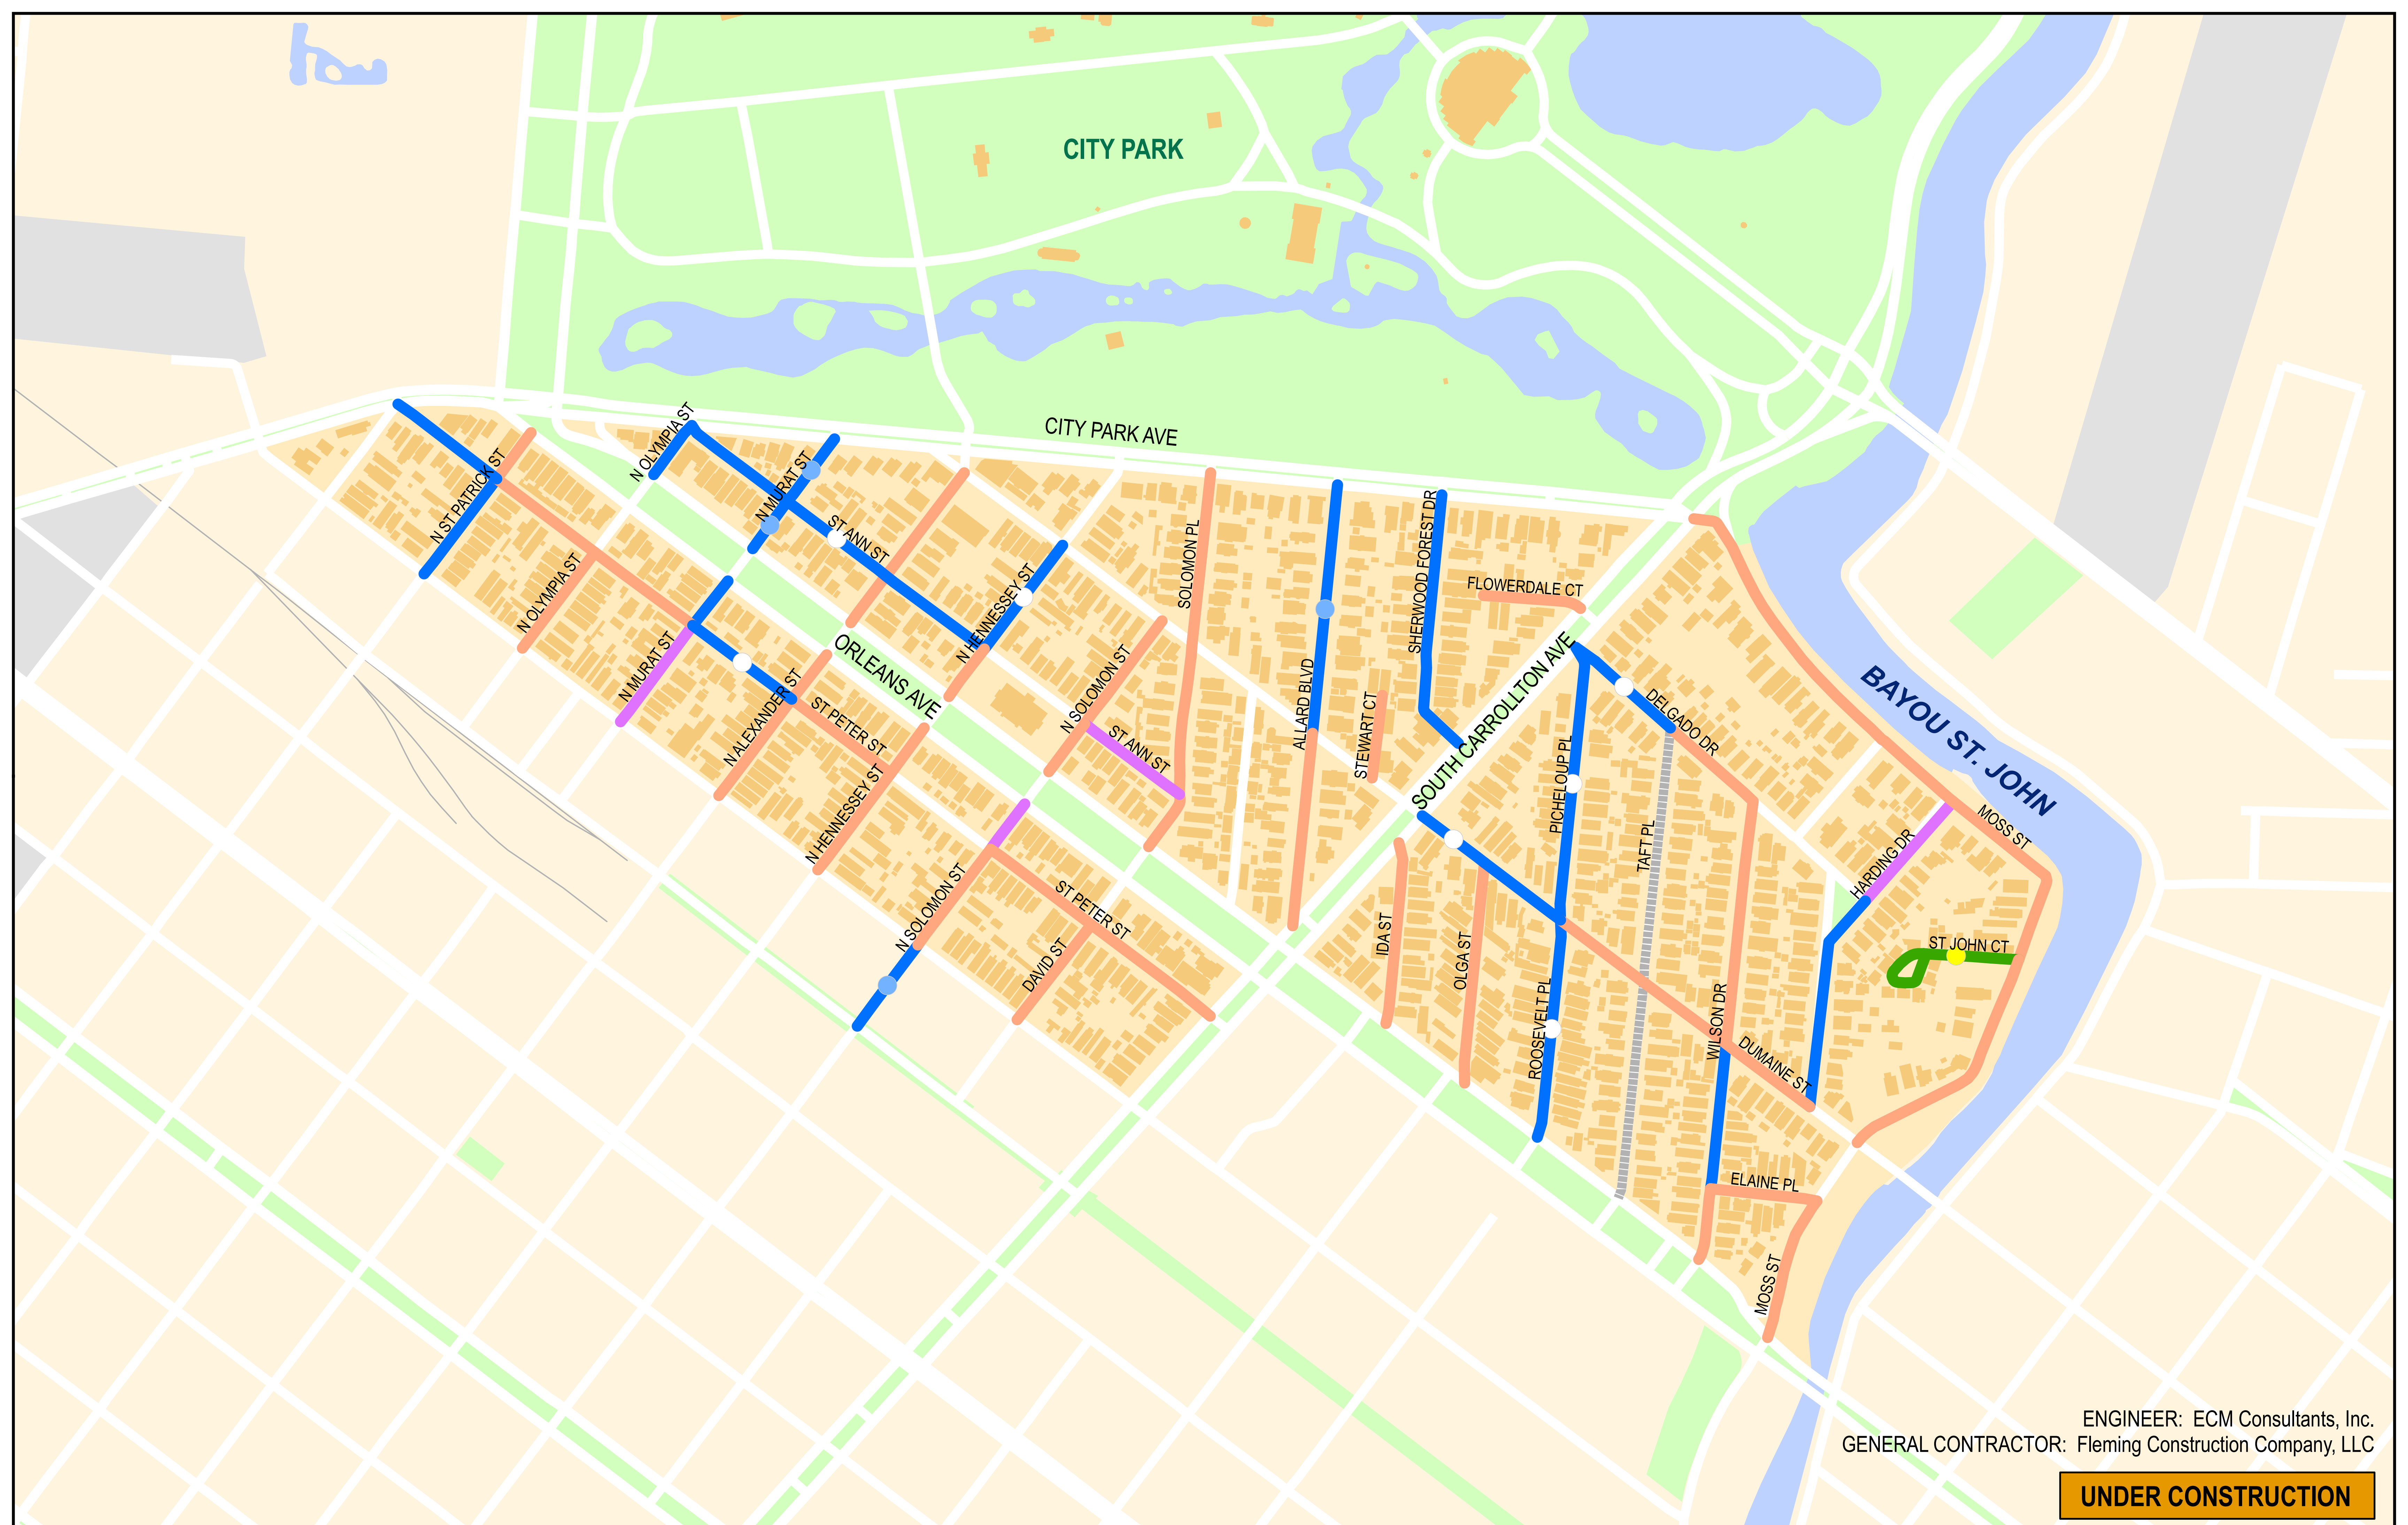 CITY PARK
CITY PARK AVE
N OLYMPIA ST
N MURAT ST
ST ANN ST
N ST PATRICK ST
N OLYMPIA ST
N MURAT ST
N HENNESSEY ST
ORLEANS AVE
N ALEXANDER ST
ST PETER ST
N HENNESSEY ST
SOLOMON PL
N SOLOMON ST
ST ANN ST
ALLARD BLVD
SHERWOOD FOREST DR
FLOWERDALE CT
STEWART CT
SOUTH CARROLLTON AVE
DELGADO DR
PICHELOUP PL
TAFT PL
BAYOU ST. JOHN
MOSS ST
HARDING DR
ST JOHN CT
N SOLOMON ST
ST PETER ST
DAVID ST
IDA ST
OLGA ST
ROOSEVELT PL
WILSON DR
DUMAINE ST
ELAINE PL
MOSS ST
ENGINEER: ECM Consultants, Inc.
GENERAL CONTRACTOR: Fleming Construction Company, LLC
UNDER CONSTRUCTION